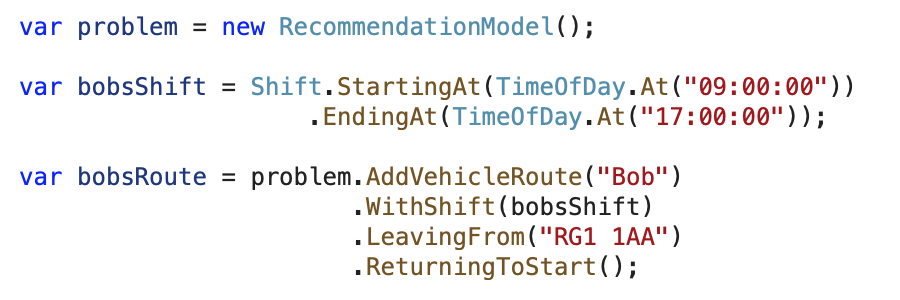 var problem = new RecommendationModel();
var bobsShift = Shift.StartingAt(TimeOfDay.At("09:00:00"))
.EndingAt(TimeOfDay.At("17:00:00"));
var bobsRoute = problem.AddVehicleRoute("Bob")
.WithShift(bobsShift)
.LeavingFrom("RG1 1AA")
.ReturningToStart();